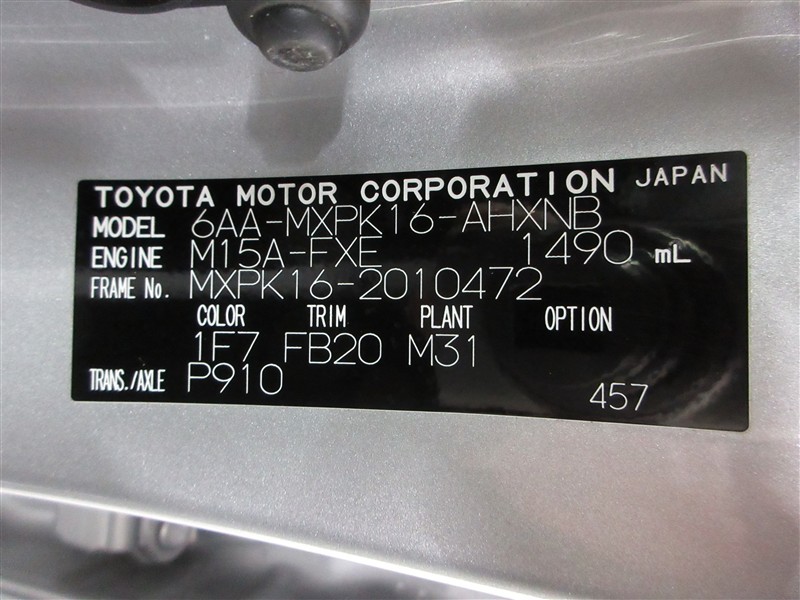 TOYOTA MOTOR CORPORATION JAPAN
MODEL 6AA-MXPK16-AHXNB
ENGINE M15A-FXE 1490 mL
FRAME No. MXPK16-2010472
COLOR TRIM PLANT OPTION
1F7 FB20 M31
TRANS./AXLE P910
457